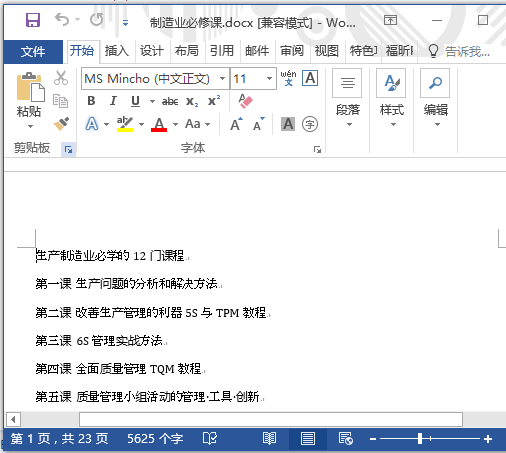 制造业必修课.docx [兼容模式] - Wo...
文件 开始 插入 设计 布局 引用 邮件 审阅 视图 特色 福昕 告诉我...
MS Mincho (中文正文) 11 wén A
粘贴 B I U abc x₂ x² 段落 样式 编辑
A aby A Aa A A A 字
剪贴板 字体
生产制造业必学的 12 门课程
第一课 生产问题的分析和解决方法
第二课 改善生产管理的利器 5S 与 TPM 教程
第三课 6S 管理实战方法
第四课 全面质量管理 TQM 教程
第五课 质量管理小组活动的管理·工具·创新
第 1 页，共 23 页 5625 个字